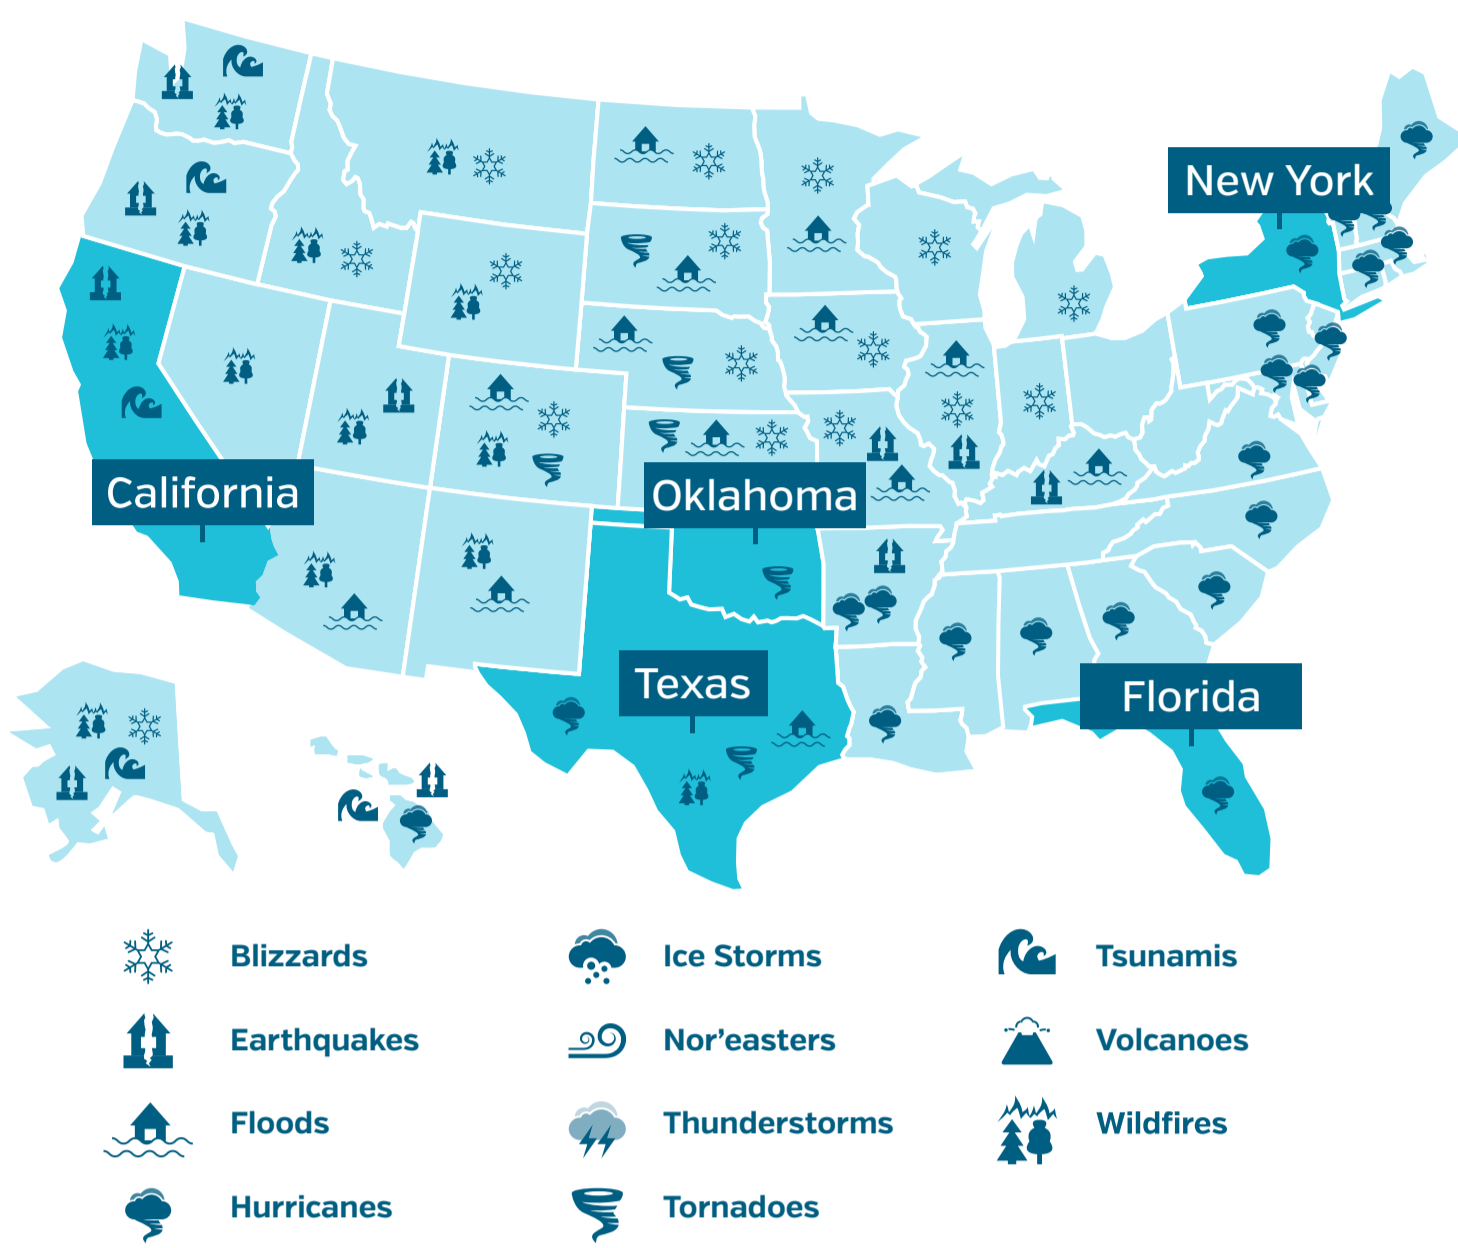 New York
California
Oklahoma
Texas
Florida
Blizzards
Ice Storms
Tsunamis
Earthquakes
Nor’easters
Volcanoes
Floods
Thunderstorms
Wildfires
Hurricanes
Tornadoes